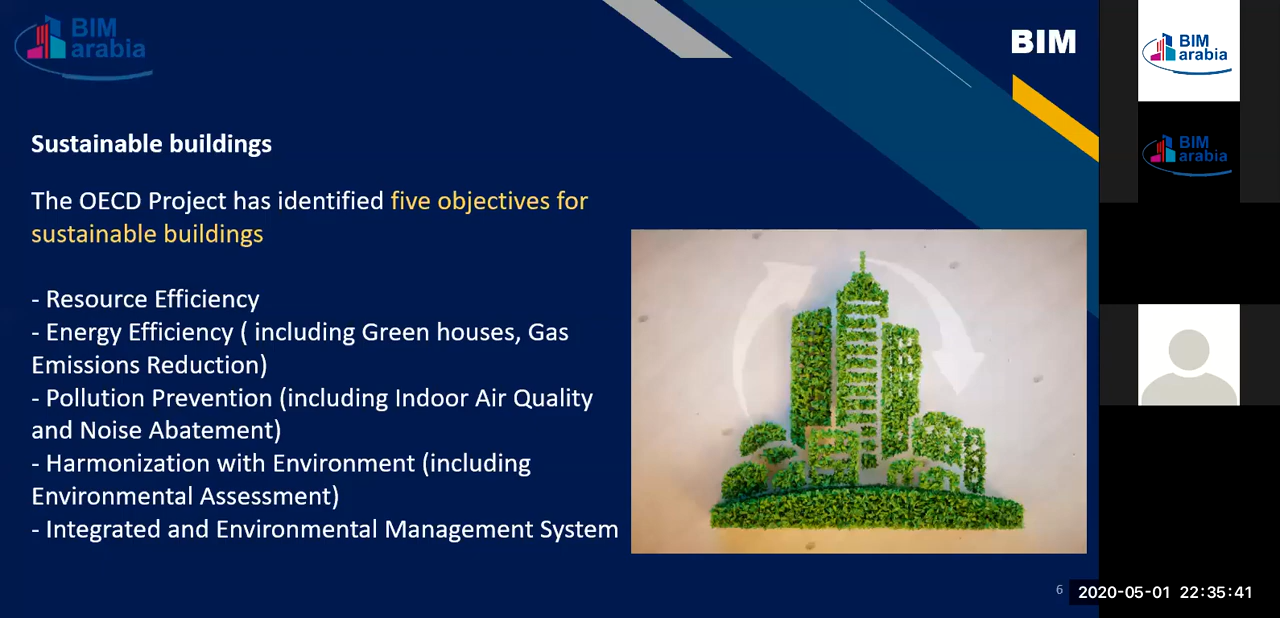 BIM
arabia
BIM
BIM
arabia
BIM
arabia
Sustainable buildings
The OECD Project has identified five objectives for
sustainable buildings
- Resource Efficiency
- Energy Efficiency ( including Green houses, Gas
Emissions Reduction)
- Pollution Prevention (including Indoor Air Quality
and Noise Abatement)
- Harmonization with Environment (including
Environmental Assessment)
- Integrated and Environmental Management System
6
2020-05-01 22:35:41